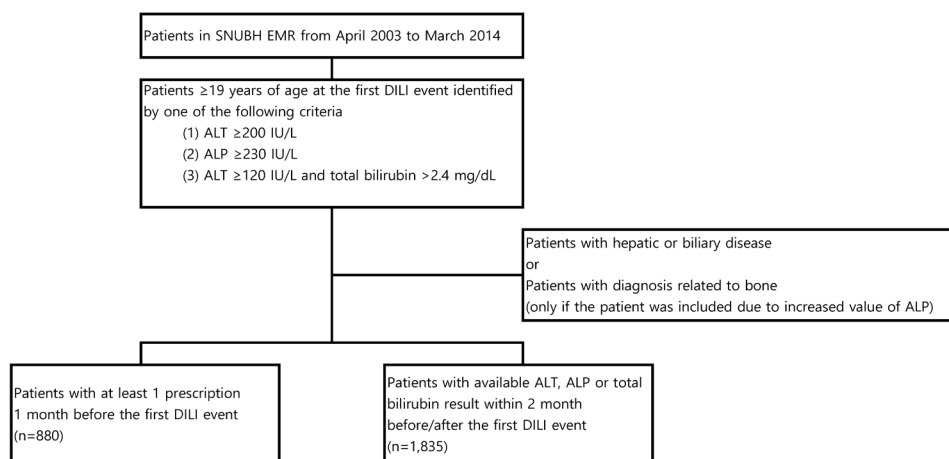 Patients in SNUBH EMR from April 2003 to March 2014
Patients ≥19 years of age at the first DILI event identified
by one of the following criteria
(1) ALT ≥200 IU/L
(2) ALP ≥230 IU/L
(3) ALT ≥120 IU/L and total bilirubin >2.4 mg/dL
Patients with hepatic or biliary disease
or
Patients with diagnosis related to bone
(only if the patient was included due to increased value of ALP)
Patients with at least 1 prescription
1 month before the first DILI event
(n=880)
Patients with available ALT, ALP or total
bilirubin result within 2 month
before/after the first DILI event
(n=1,835)